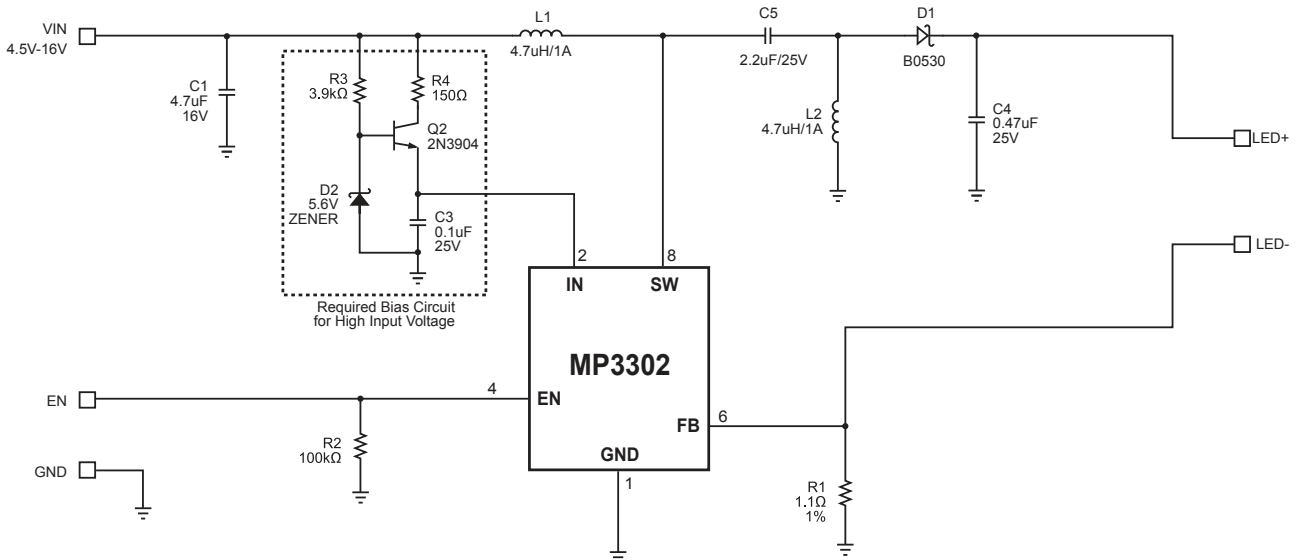 VIN
4.5V-16V
C1
4.7uF
16V
R3
3.9kΩ
R4
150Ω
Q2
2N3904
D2
5.6V
ZENER
C3
0.1uF
25V
Required Bias Circuit
for High Input Voltage
L1
4.7uH/1A
C5
2.2uF/25V
D1
B0530
L2
4.7uH/1A
C4
0.47uF
25V
LED+
LED-
2
8
IN
SW
MP3302
EN
4
EN
FB
6
GND
1
R2
100kΩ
GND
R1
1.1Ω
1%